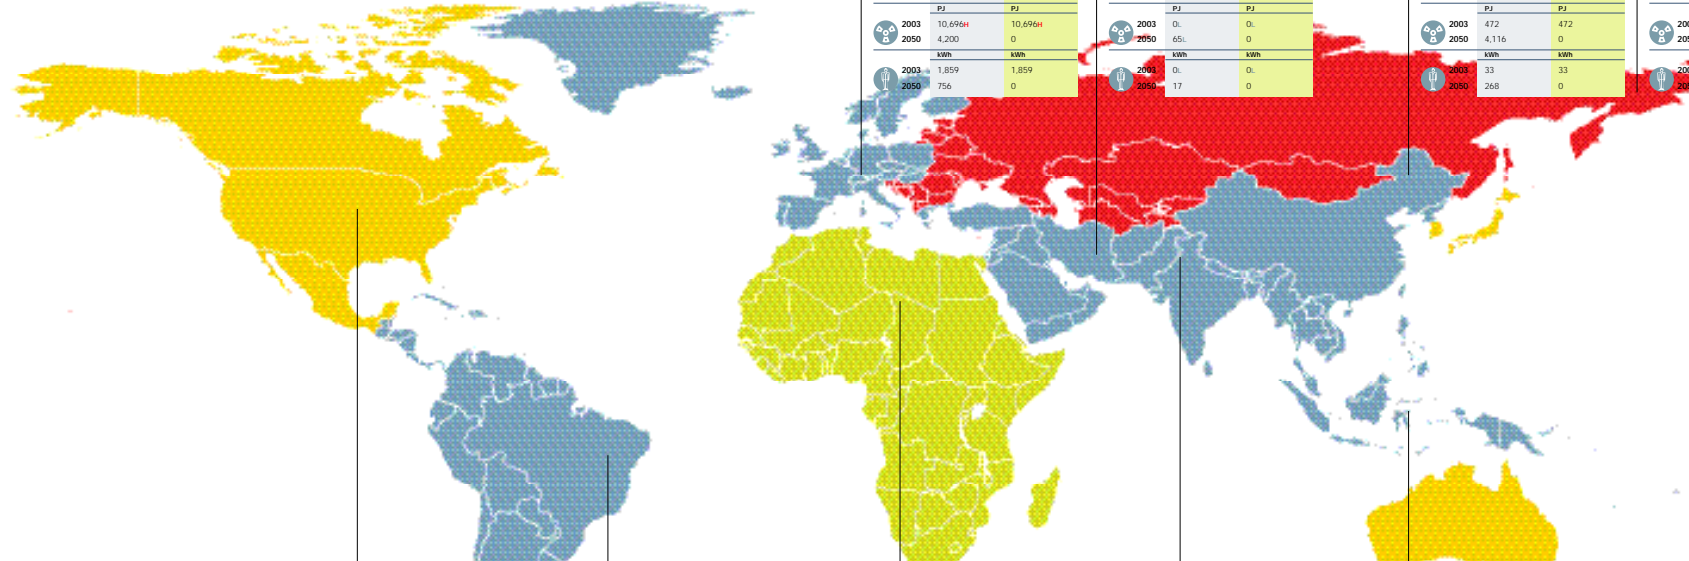 PJ PJ
2003 10,696H 10,696H
2050 4,200 0
kWh kWh
2003 1,859 1,859
2050 756 0
PJ PJ
2003 0L 0L
2050 65L 0
kWh kWh
2003 0L 0L
2050 17 0
PJ PJ
2003 472 472
2050 4,116 0
kWh kWh
2003 33 33
2050 268 0